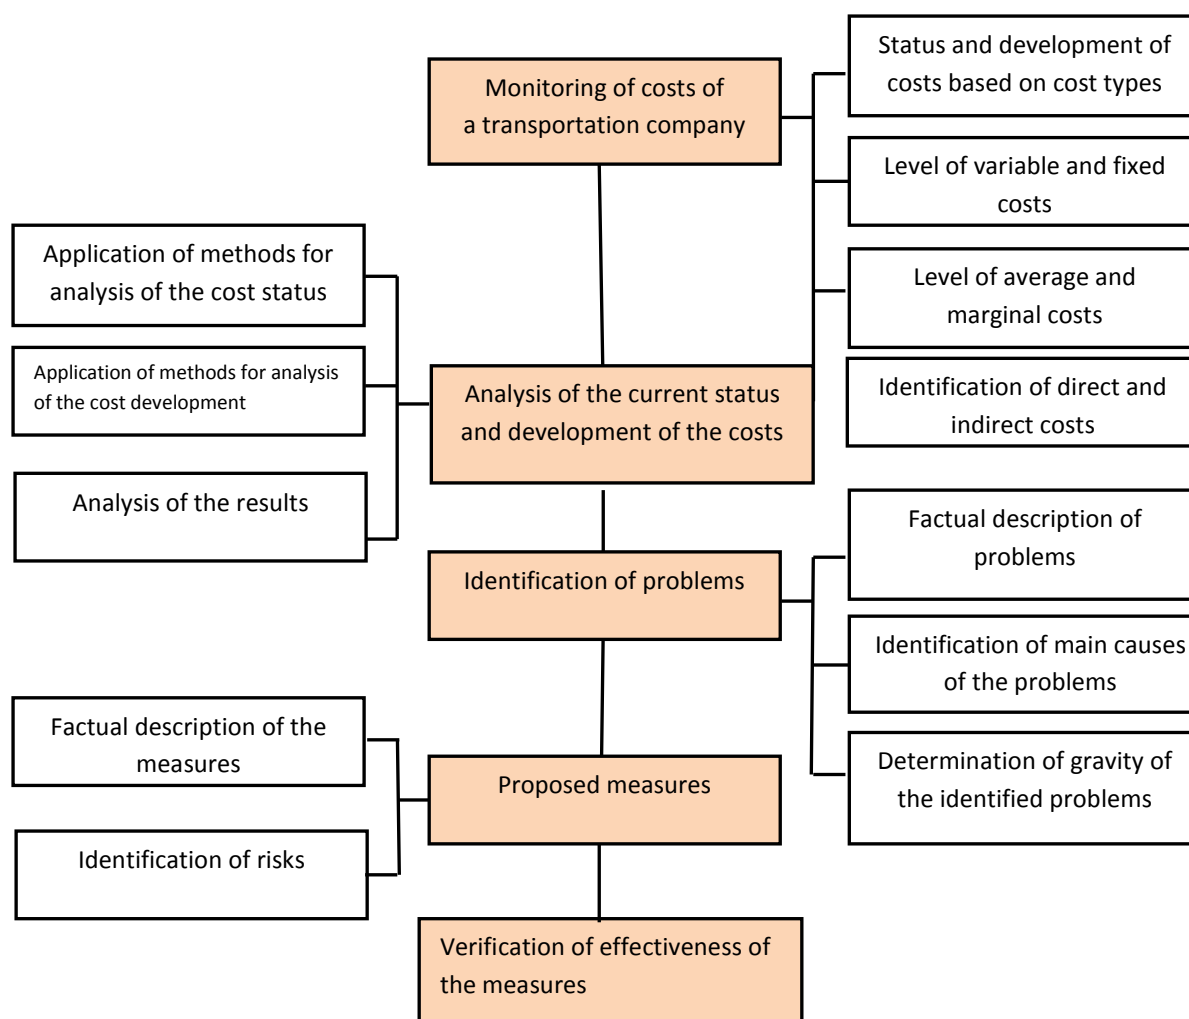 Status and development of
costs based on cost types
Monitoring of costs of
a transportation company
Level of variable and fixed
costs
Application of methods for
analysis of the cost status
Level of average and
marginal costs
Application of methods for analysis
of the cost development
Analysis of the current status
and development of the costs
Identification of direct and
indirect costs
Analysis of the results
Factual description of
problems
Identification of problems
Identification of main causes
of the problems
Factual description of the
measures
Proposed measures
Determination of gravity of
the identified problems
Identification of risks
Verification of effectiveness of
the measures